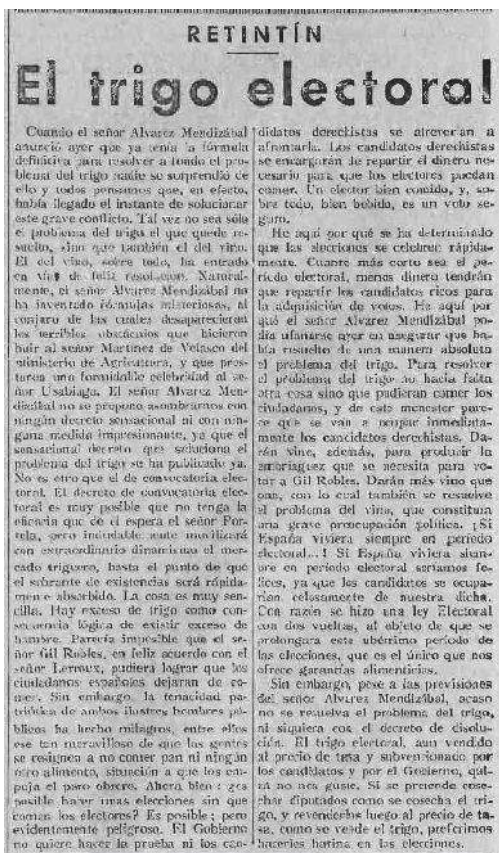 RETINTÍN
El trigo electoral
Cuando el señor Alvarez Mendizábal
anunció ayer que ya tenía la fórmula
definitiva para resolver a fondo el pro-
blema del trigo nadie se sorprendió de
ello y todos pensamos que, en efecto,
había llegado el instante de solucionar
este grave conflicto. Tal vez no sea sólo
el problema del trigo el que quede re-
suelto, sino que también el del vino.
El del vino, sobre todo, ha entrado
en vías de feliz resolución. Natural-
mente, el señor Alvarez Mendizábal no
ha inventado fórmulas misteriosas, al
conjuro de las cuales desaparecieron
los terribles obstáculos que hicieron
huir al señor Martínez de Velasco del
ministerio de Agricultura, y que pres-
taron una formidable celebridad al se-
ñor Usabiaga. El señor Alvarez Men-
dizábal no se propone asombrarnos con
ningún decreto sensacional ni con nin-
guna medida impresionante, ya que el
sensacional decreto que soluciona el
problema del trigo se ha publicado ya.
No es otro que el de convocatoria elec-
toral. El decreto de convocatoria elec-
toral es muy posible que no tenga la
eficacia que de él espera el señor Por-
tela, pero indudablemente movilizará
con extraordinario dinamismo el mer-
cado triguero, hasta el punto de que
el sobrante de existencias será rápida-
mente absorbido. La cosa es muy sen-
cilla. Hay exceso de trigo como con-
secuencia lógica de existir exceso de
hambre. Parecía imposible que el se-
ñor Gil Robles, en feliz acuerdo con el
señor Lerroux, pudiera lograr que los
ciudadanos españoles dejaran de co-
mer. Sin embargo, la tenacidad pa-
triótica de ambos ilustres hombres pú-
blicos ha hecho milagros, entre ellos
ese tan maravilloso de que las gentes
se resignen a no comer pan ni ningún
otro alimento, situación a que los em-
puja el paro obrero. Ahora bien: ¿es
posible hacer unas elecciones sin que
coman los electores? Es posible; pero
evidentemente peligroso. El Gobierno
no quiere hacer la prueba ni los can-
didatos derechistas se atreverían a
afrontarla. Los candidatos derechistas
se encargarán de repartir el dinero ne-
cesario para que los electores puedan
comer. Un elector bien comido, y, so-
bre todo, bien bebido, es un voto se-
guro.
He aquí por qué se ha determinado
que las elecciones se celebren rápida-
mente. Cuanto más corto sea el pe-
ríodo electoral, menos dinero tendrán
que repartir los candidatos ricos para
la adquisición de votos. He aquí por
qué el señor Alvarez Mendizábal po-
día ufanarse ayer en asegurar que ha-
bía resuelto de una manera absoluta
el problema del trigo. Para resolver
el problema del trigo no hacía falta
otra cosa sino que pudieran comer los
ciudadanos, y de este menester pare-
ce que se van a ocupar inmediata-
mente los candidatos derechistas. Da-
rán vino, además, para producir la
embriaguez que se necesita para vo-
tar a Gil Robles. Darán más vino que
pan, con lo cual también se resuelve
el problema del vino, que constituía
una grave preocupación política. ¡Si
España viviera siempre en período
electoral...! Si España viviera siem-
pre en período electoral seríamos fe-
lices, ya que los candidatos se ocupa-
rían celosamente de nuestra dicha.
Con razón se hizo una ley Electoral
con dos vueltas, al objeto de que se
prolongara este ubérrimo período de
las elecciones, que es el único que nos
ofrece garantías alimenticias.
Sin embargo, pese a las previsiones
del señor Alvarez Mendizábal, acaso
no se resuelva el problema del trigo,
ni siquiera con el decreto de disolu-
ción. El trigo electoral, aun vendido
al precio de tasa y subvencionado por
los candidatos y por el Gobierno, qui-
zá no nos guste. Si se pretende cose-
char diputados como se cosecha el tri-
go, y revenderlos luego al precio de ta-
sa, como se vende el trigo, preferimos
hacerles harina en las elecciones.